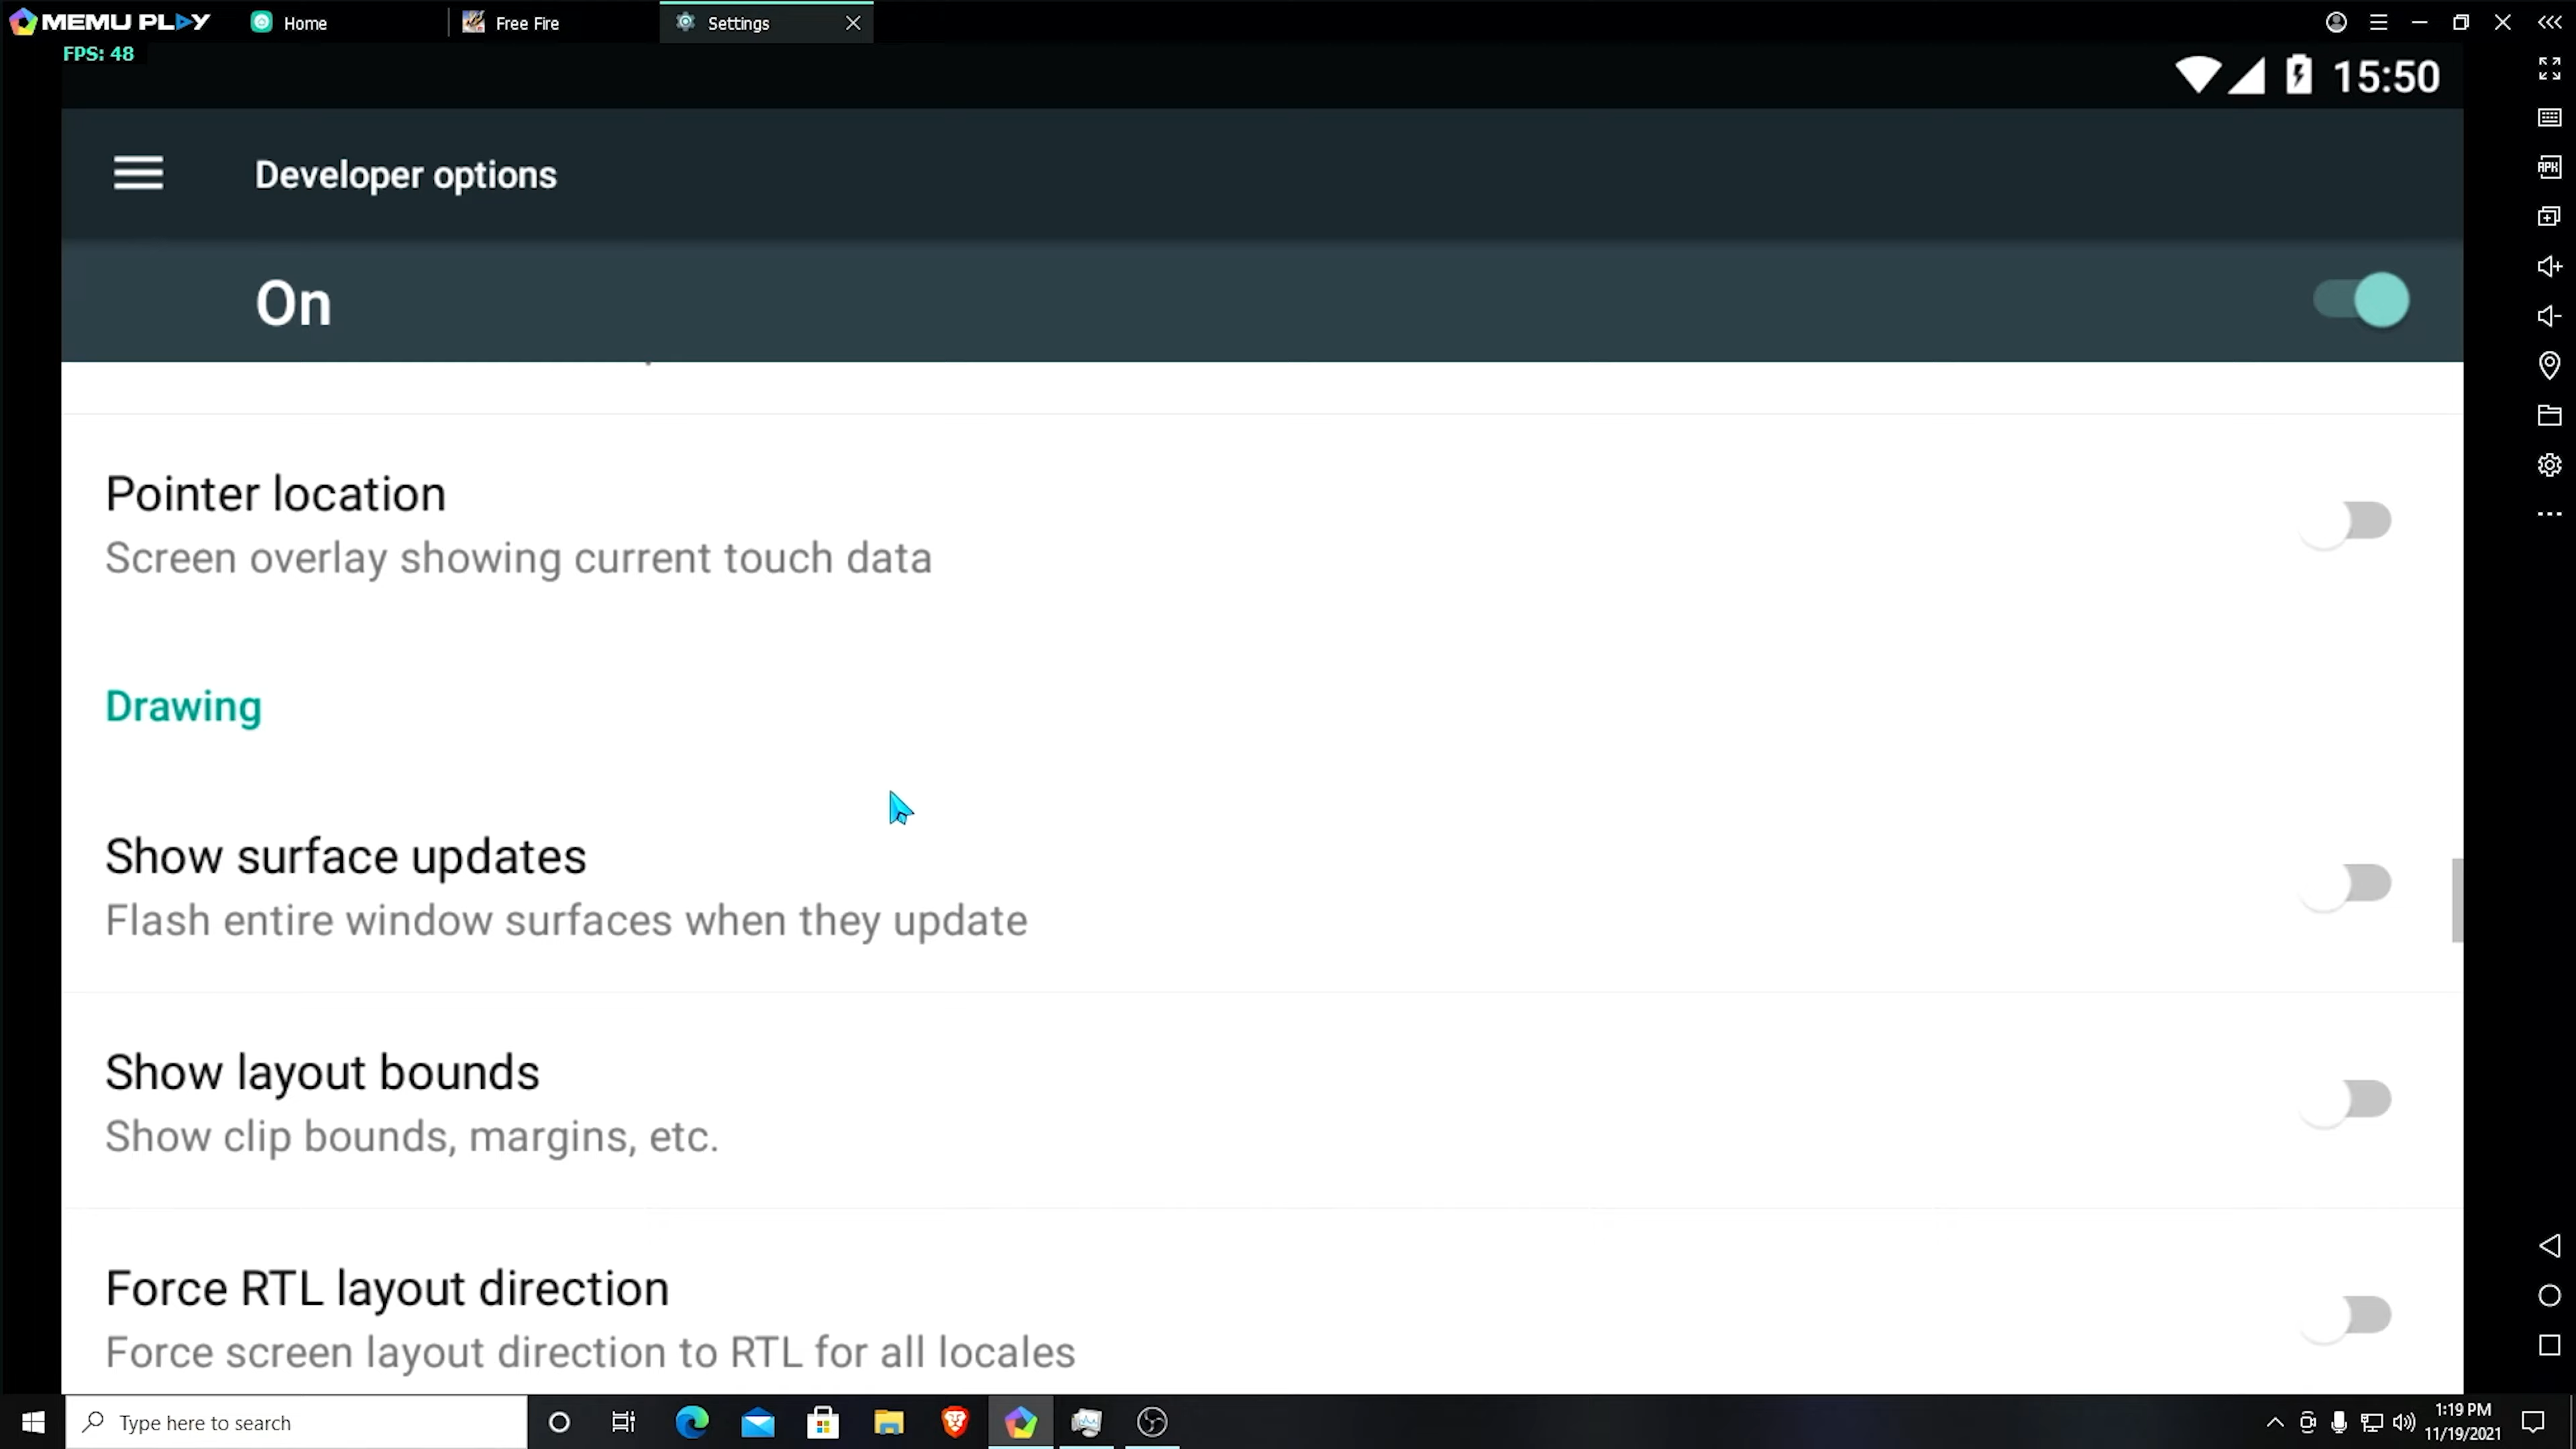 MEMU PLAY
Home
Free Fire
Settings
FPS: 48
15:50
Developer options
On
Pointer location
Screen overlay showing current touch data
Drawing
Show surface updates
Flash entire window surfaces when they update
Show layout bounds
Show clip bounds, margins, etc.
Force RTL layout direction
Force screen layout direction to RTL for all locales
APK
Type here to search
1:19 PM
11/19/2021